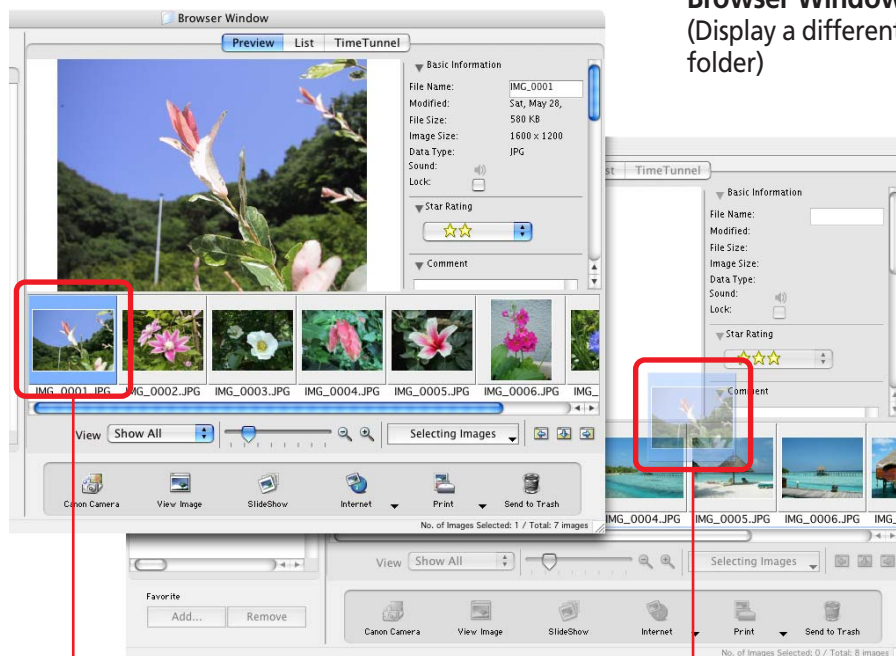 Browser Window
(Display a different
folder)
Browser Window
Preview List TimeTunnel
Basic Information
File Name: IMG_0001
Modified: Sat, May 28,
File Size: 580 KB
Image Size: 1600 x 1200
Data Type: JPG
Sound:
Lock:
Star Rating
Comment
IMG_0001.JPG IMG_0002.JPG IMG_0003.JPG IMG_0004.JPG IMG_0005.JPG IMG_0006.JPG IMG_
View Show All Selecting Images
Canon Camera View Image SlideShow Internet Print Send to Trash
No. of Images Selected: 1 / Total: 7 images
st TimeTunnel
Basic Information
File Name:
Modified:
File Size:
Image Size:
Data Type:
Sound:
Lock:
Star Rating
Comment
IMG_0004.JPG IMG_0005.JPG IMG_0006.JPG IMG_
View Show All Selecting Images
Favorite
Add... Remove
Canon Camera View Image SlideShow Internet Print Send to Trash
No. of Images Selected: 0 / Total: 8 images